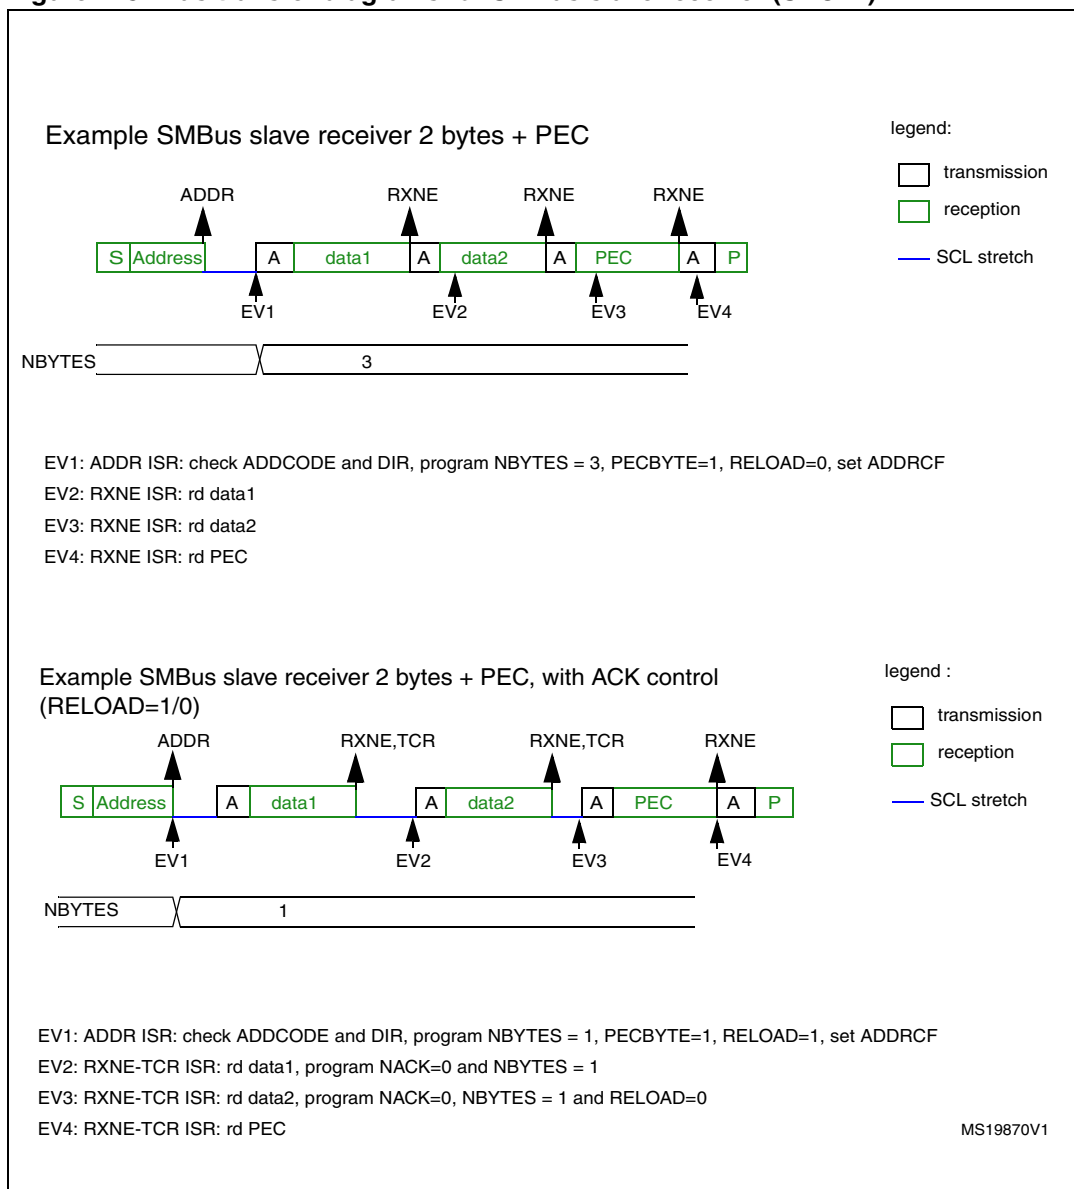 Example SMBus slave receiver 2 bytes + PEC
legend:
transmission
reception
SCL stretch
ADDR RXNE RXNE RXNE
S Address A data1 A data2 A PEC A P
EV1 EV2 EV3 EV4
NBYTES 3
EV1: ADDR ISR: check ADDCODE and DIR, program NBYTES = 3, PECBYTE=1, RELOAD=0, set ADDRCF
EV2: RXNE ISR: rd data1
EV3: RXNE ISR: rd data2
EV4: RXNE ISR: rd PEC
Example SMBus slave receiver 2 bytes + PEC, with ACK control
(RELOAD=1/0)
legend :
transmission
reception
SCL stretch
ADDR RXNE,TCR RXNE,TCR RXNE
S Address A data1 A data2 A PEC A P
EV1 EV2 EV3 EV4
NBYTES 1
EV1: ADDR ISR: check ADDCODE and DIR, program NBYTES = 1, PECBYTE=1, RELOAD=1, set ADDRCF
EV2: RXNE-TCR ISR: rd data1, program NACK=0 and NBYTES = 1
EV3: RXNE-TCR ISR: rd data2, program NACK=0, NBYTES = 1 and RELOAD=0
EV4: RXNE-TCR ISR: rd PEC
MS19870V1